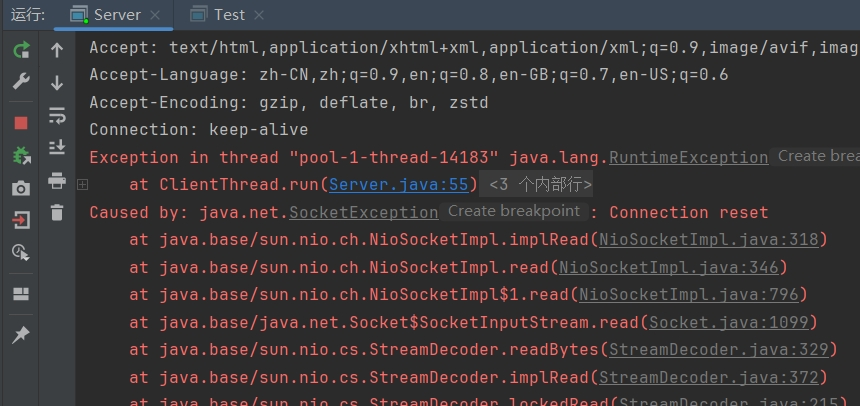 运行: Server × Test ×
Accept: text/html,application/xhtml+xml,application/xml;q=0.9,image/avif,imag
Accept-Language: zh-CN,zh;q=0.9,en;q=0.8,en-GB;q=0.7,en-US;q=0.6
Accept-Encoding: gzip, deflate, br, zstd
Connection: keep-alive
Exception in thread "pool-1-thread-14183" java.lang.RuntimeException Create brea
at ClientThread.run(Server.java:55) <3 个内部行>
Caused by: java.net.SocketException Create breakpoint : Connection reset
at java.base/sun.nio.ch.NioSocketImpl.implRead(NioSocketImpl.java:318)
at java.base/sun.nio.ch.NioSocketImpl.read(NioSocketImpl.java:346)
at java.base/sun.nio.ch.NioSocketImpl$1.read(NioSocketImpl.java:796)
at java.base/java.net.Socket$SocketInputStream.read(Socket.java:1099)
at java.base/sun.nio.cs.StreamDecoder.readBytes(StreamDecoder.java:329)
at java.base/sun.nio.cs.StreamDecoder.implRead(StreamDecoder.java:372)
at java.base/sun.nio.cs.StreamDecoder.lockedRead(StreamDecoder.java:215)